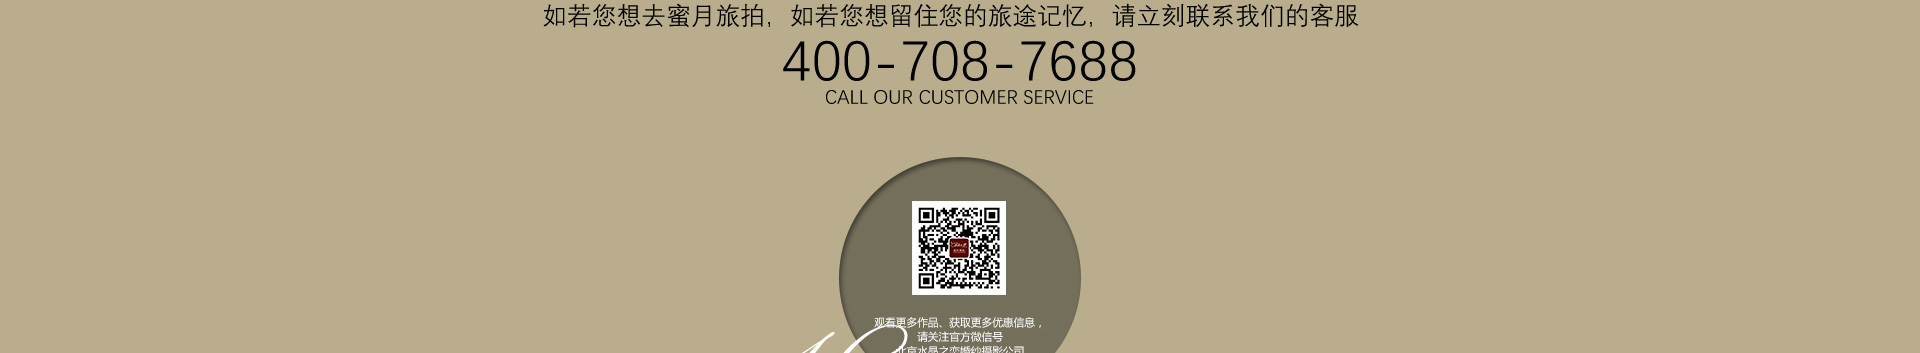 如若您想去蜜月旅拍，如若您想留住您的旅途记忆，请立刻联系我们的客服
400-708-7688
CALL OUR CUSTOMER SERVICE
观看更多作品、获取更多优惠信息，
请关注官方微信号
北京水晶之恋婚纱摄影公司